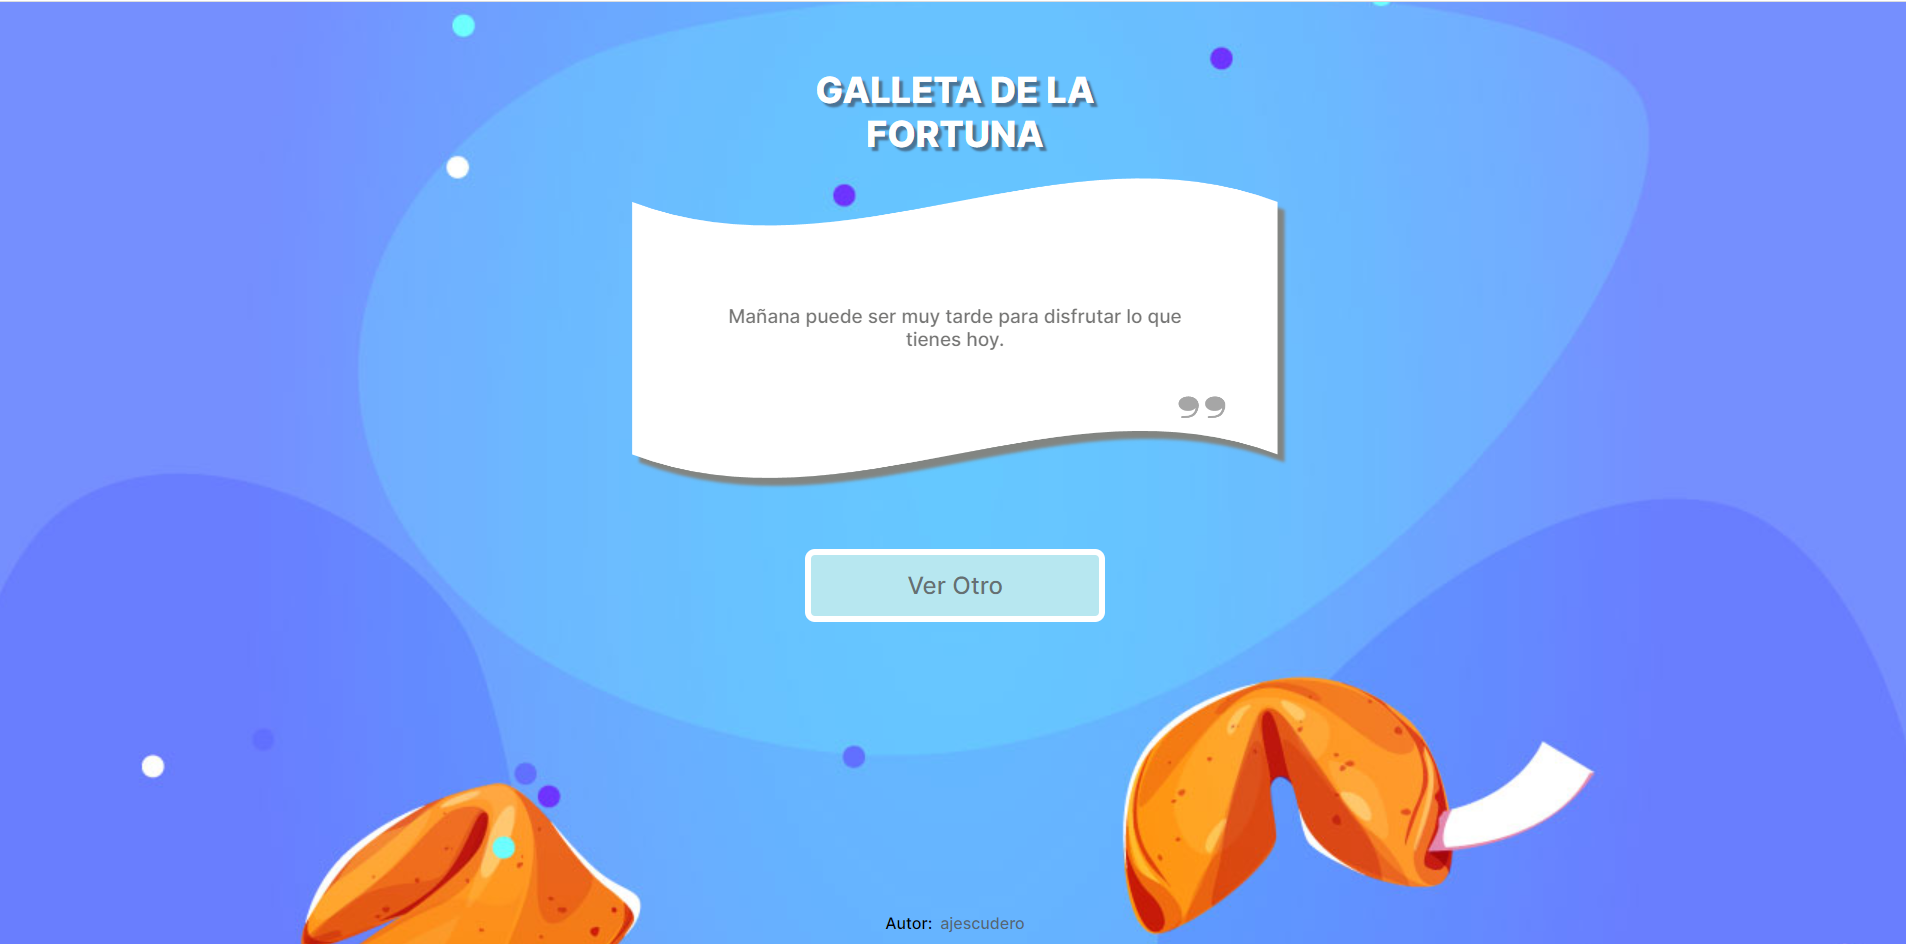 GALLETA DE LA
FORTUNA
Mañana puede ser muy tarde para disfrutar lo que
tienes hoy.
”
Ver Otro
Autor: ajescudero